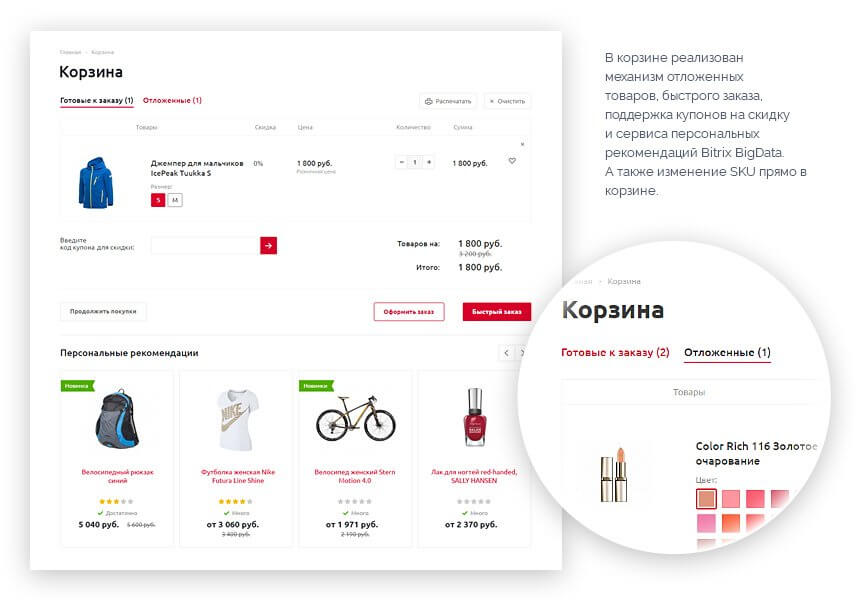 Главная - Корзина
Корзина
Готовые к заказу (1) Отложенные (1)
Распечатать
× Очистить
Товары Скидка Цена Количество Сумма
Джемпер для мальчиков
IcePeak Tuukka S
0%
1 800 руб.
Розничная цена
− 1 +
1 800 руб.
Размер:
S M
Введите
код купона для скидки:
Товаров на: 1 800 руб.
3 200 руб.
Итого: 1 800 руб.
Продолжить покупки
Оформить заказ
Быстрый заказ
Персональные рекомендации
Новинка
Велосипедный рюкзак
синий
Достаточно
5 040 руб. 5 600 руб.
NIKE
Футболка женская Nike
Futura Line Shine
Много
от 3 060 руб.
3 400 руб.
Новинки
Велосипед женский Stern
Motion 4.0
Много
от 1 971 руб.
2 190 руб.
Лак для ногтей red-handed,
SALLY HANSEN
Много
от 2 370 руб.
В корзине реализован
механизм отложенных
товаров, быстрого заказа,
поддержка купонов на скидку
и сервиса персональных
рекомендаций Bitrix BigData.
А также изменение SKU прямо в
корзине.
Корзина
Корзина
Готовые к заказу (2) Отложенные (1)
Товары
Color Rich 116 Золотое
очарование
Цвет: